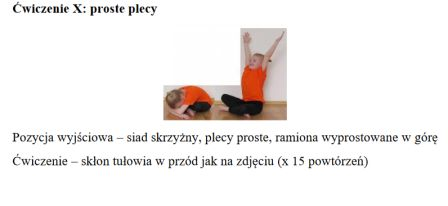 Ćwiczenie X: proste plecy
Pozycja wyjściowa – siad skrzyżny, plecy proste, ramiona wyprostowane w górę
Ćwiczenie – skłon tułowia w przód jak na zdjęciu (x 15 powtórzeń)